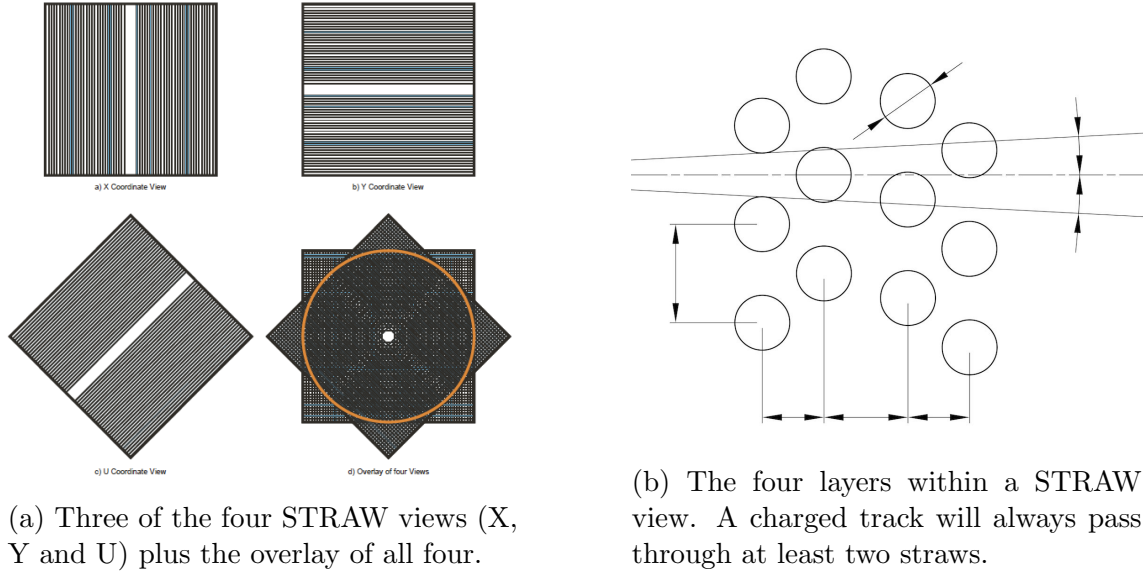 a) X Coordinate View
b) Y Coordinate View
c) U Coordinate View
d) Overlay of four Views
(a) Three of the four STRAW views (X,
Y and U) plus the overlay of all four.
(b) The four layers within a STRAW
view. A charged track will always pass
through at least two straws.